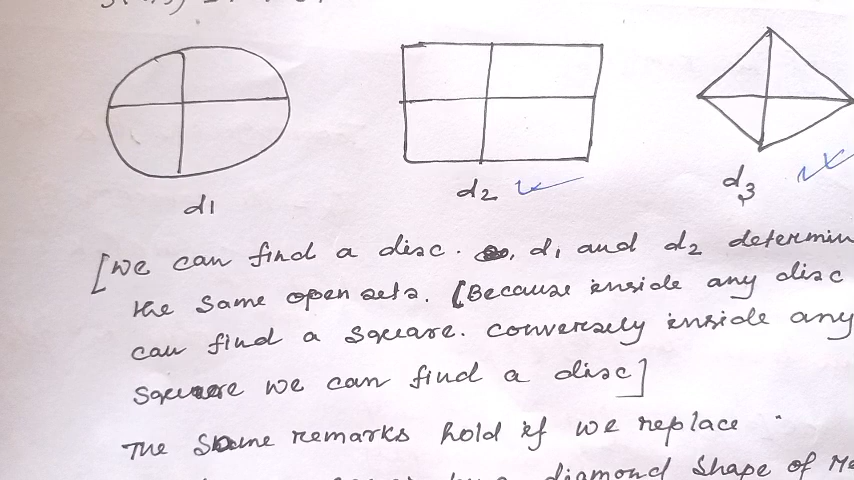 d1
d2
d3
[we can find a disc. d1 and d2 determin
the same open sets. [Because inside any disc
can find a square. conversely inside any
square we can find a disc]
The same remarks hold if we replace
diamond shape of